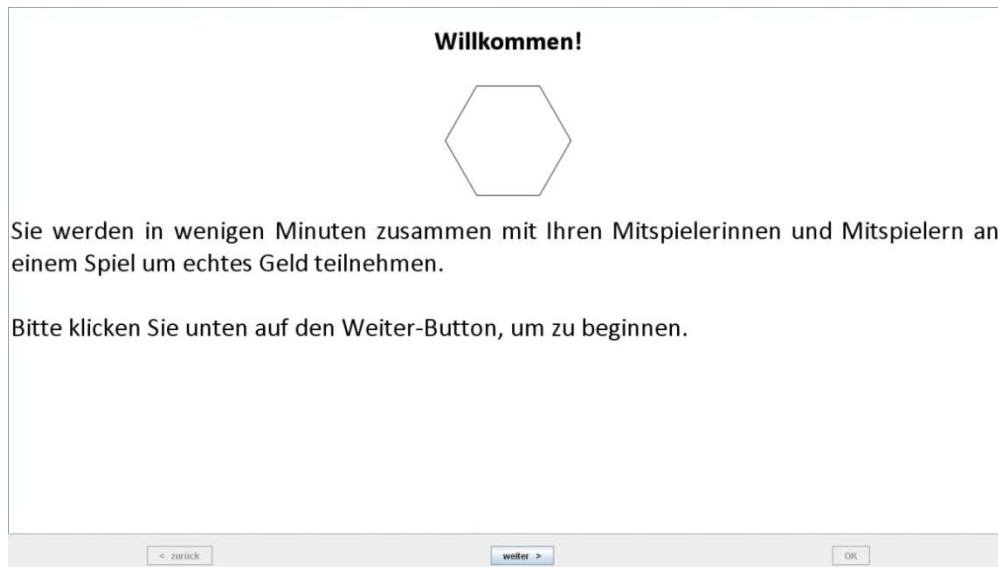 Willkommen!
Sie werden in wenigen Minuten zusammen mit Ihren Mitspielerinnen und Mitspielern an
einem Spiel um echtes Geld teilnehmen.
Bitte klicken Sie unten auf den Weiter-Button, um zu beginnen.
< zurück
weiter >
OK